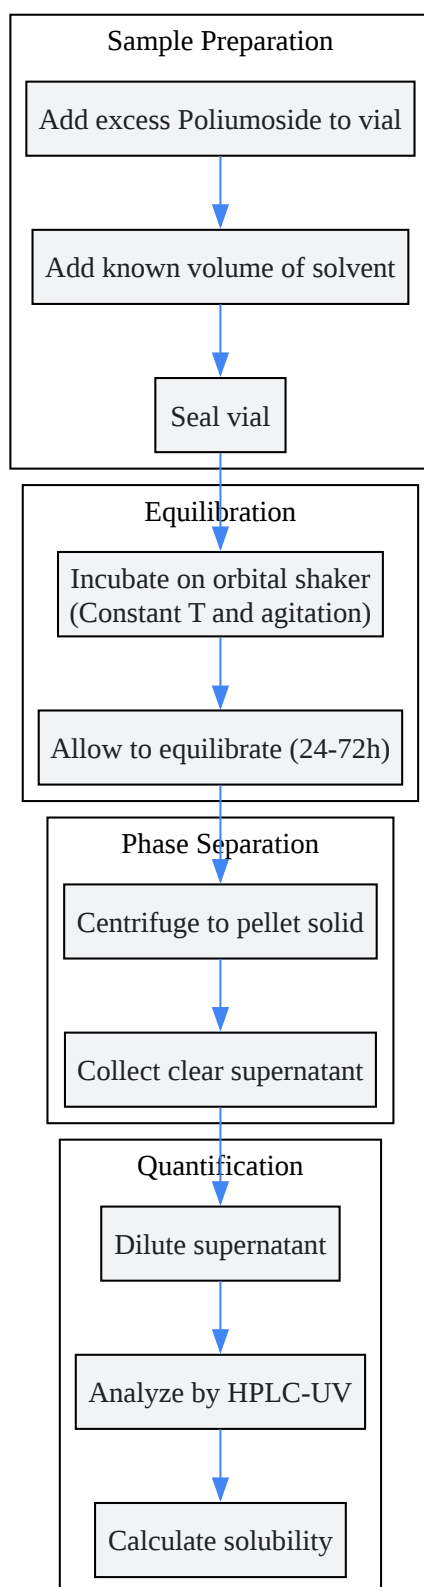 Sample Preparation
Add excess Poliumoside to vial
Add known volume of solvent
Seal vial
Equilibration
Incubate on orbital shaker
(Constant T and agitation)
Allow to equilibrate (24-72h)
Phase Separation
Centrifuge to pellet solid
Collect clear supernatant
Quantification
Dilute supernatant
Analyze by HPLC-UV
Calculate solubility